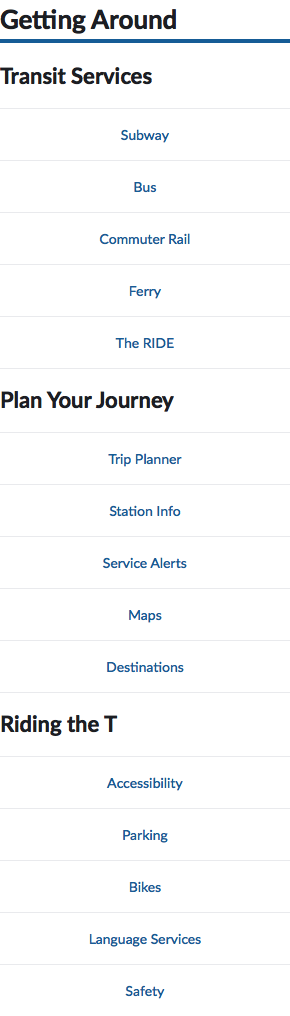 Getting Around
Transit Services
Subway
Bus
Commuter Rail
Ferry
The RIDE
Plan Your Journey
Trip Planner
Station Info
Service Alerts
Maps
Destinations
Riding the T
Accessibility
Parking
Bikes
Language Services
Safety